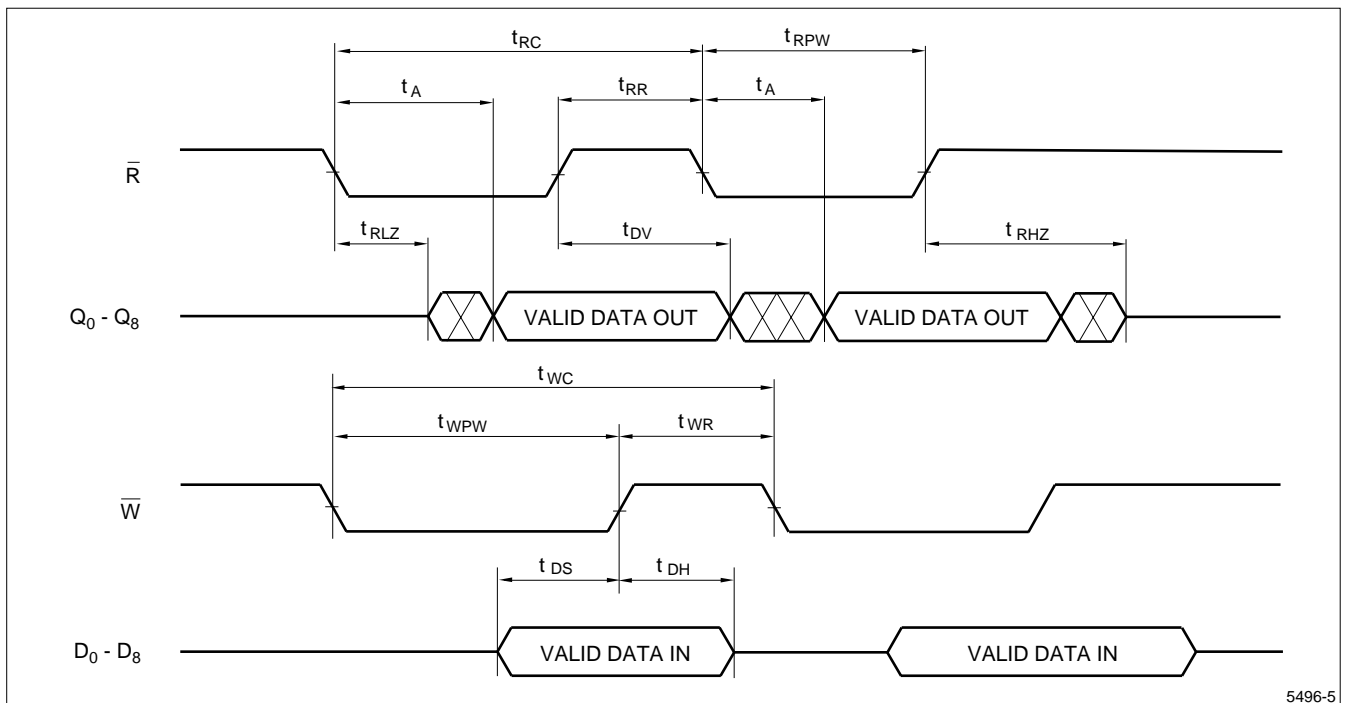 tRC
tRPW
tA
tRR
tA
R̅
tRLZ
tDV
tRHZ
Q0 - Q8
VALID DATA OUT
VALID DATA OUT
tWC
tWPW
tWR
W̅
tDS
tDH
D0 - D8
VALID DATA IN
VALID DATA IN
5496-5